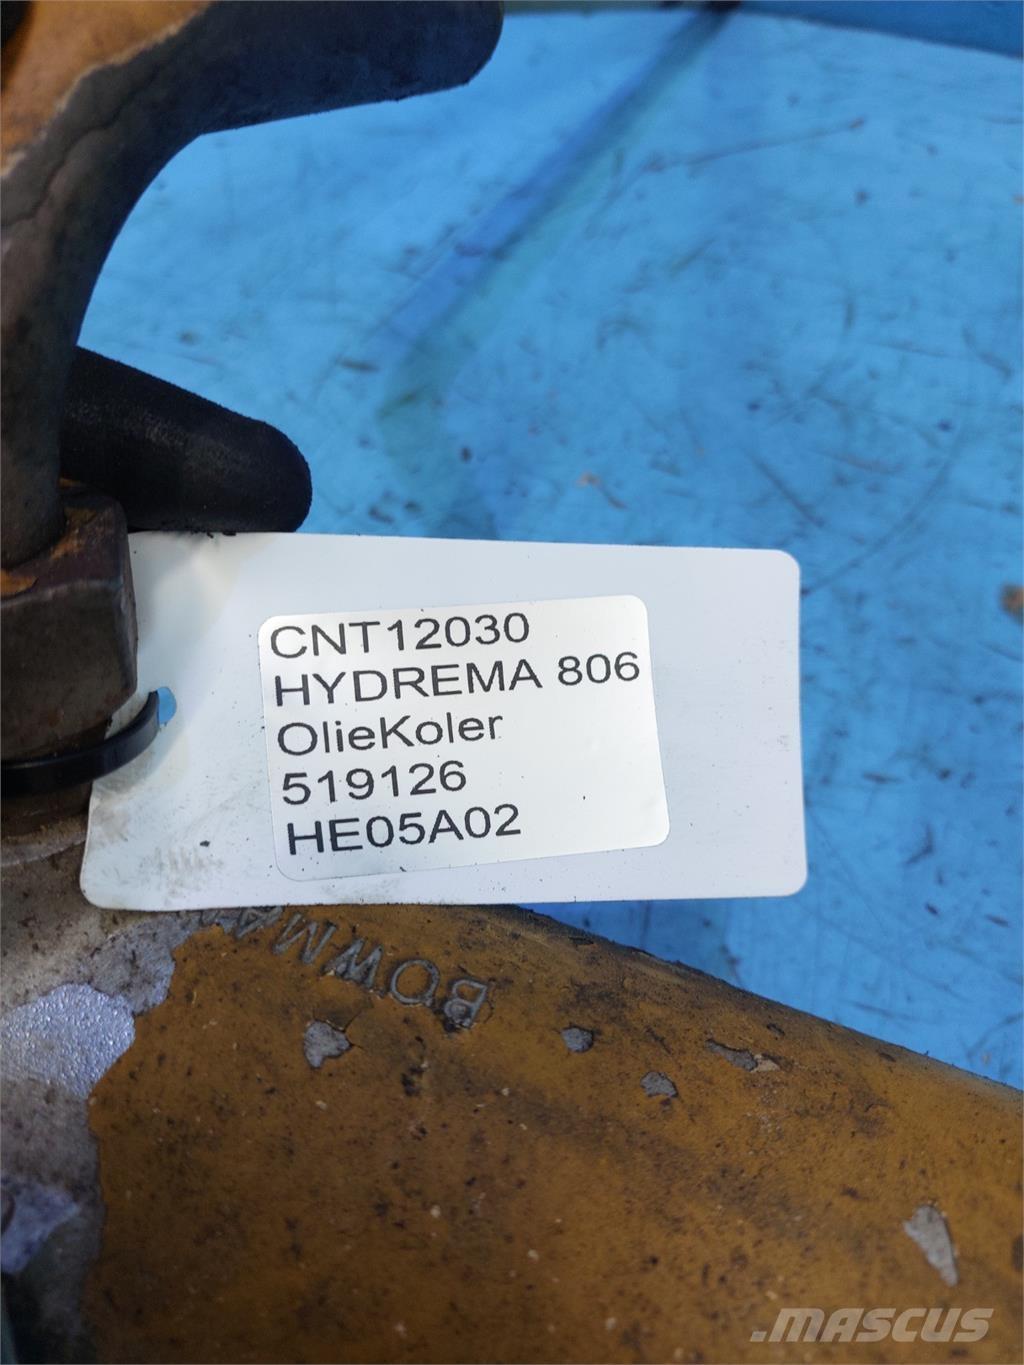 CNT12030
HYDREMA 806
OlieKoler
519126
HE05A02
.MASCUS